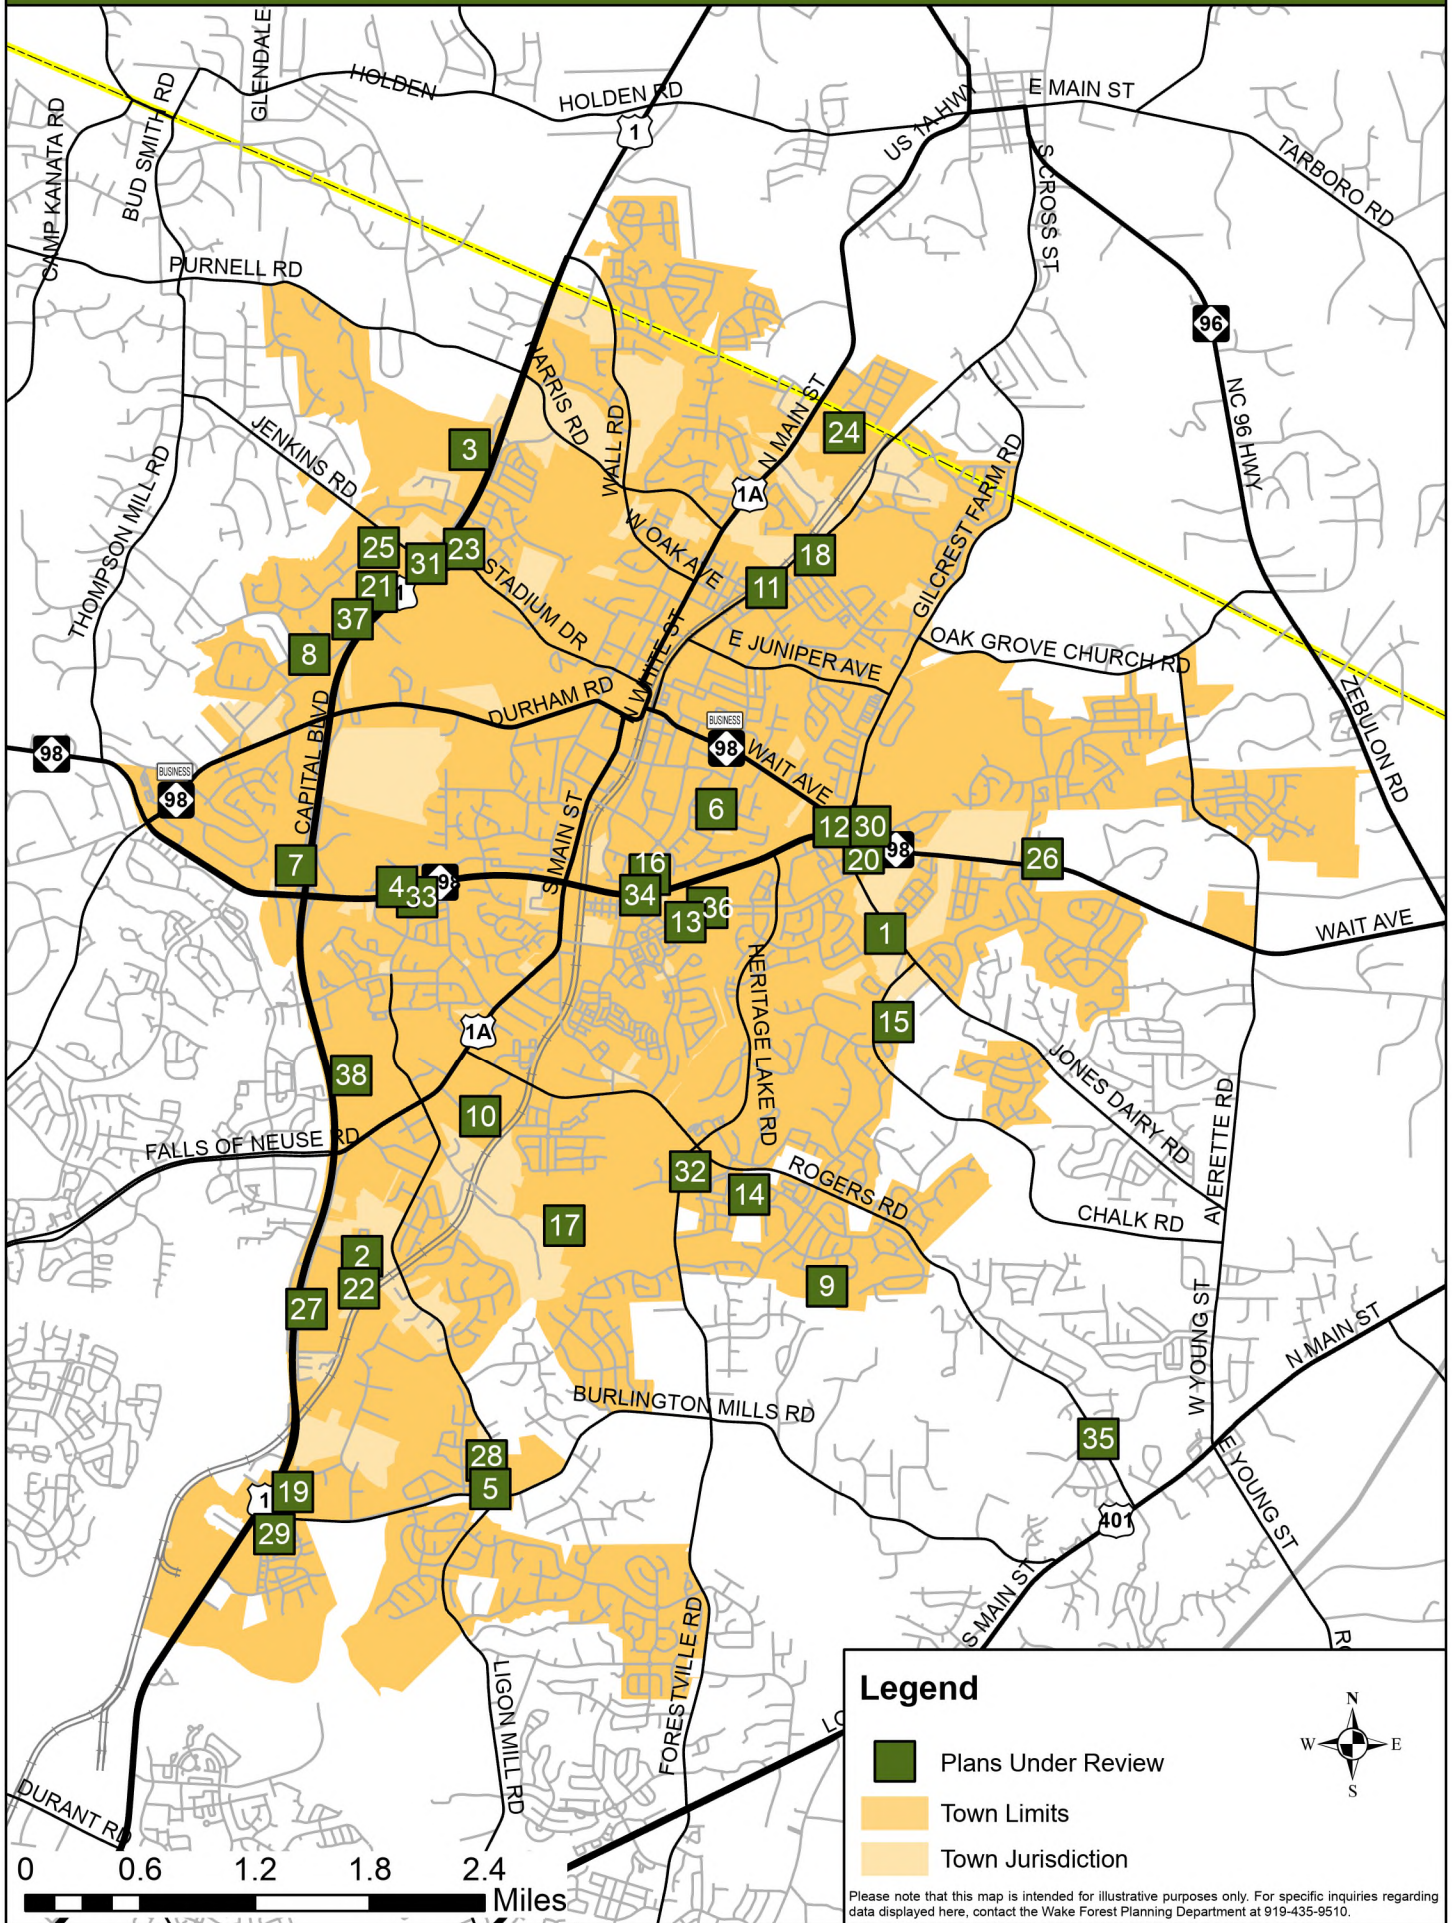 GLENDALE
HOLDEN
HOLDEN RD
E MAIN ST
US 1A HWY
BUD SMITH RD
CAMP KANATA RD
1
S CROSS ST
TARBORO RD
PURNELL RD
96
HARRIS RD
N MAIN ST
NC 96 HWY
JENKINS RD
WALL RD
3
24
THOMPSON MILL RD
1A
GILCREST FARM RD
W OAK AVE
25
31
23
18
STADIUM DR
21
1
11
37
8
N WHITE ST
E JUNIPER AVE
OAK GROVE CHURCH RD
DURHAM RD
ZEBULON RD
CAPITAL BLVD
BUSINESS
98
98
WAIT AVE
BUSINESS
98
S MAIN ST
6
12
30
20
98
26
7
4
33
98
16
34
13
36
1
WAIT AVE
HERITAGE LAKE RD
1A
15
JONES DAIRY RD
38
10
AVERETTE RD
FALLS OF NEUSE RD
32
14
ROGERS RD
CHALK RD
17
2
22
27
9
W YOUNG ST
N MAIN ST
BURLINGTON MILLS RD
28
5
35
1
19
29
401
E YOUNG ST
S MAIN ST
FORESTVILLE RD
LIGON MILL RD
DURANT RD
LO
RO
Legend
Plans Under Review
Town Limits
Town Jurisdiction
N
W
E
S
0 0.6 1.2 1.8 2.4
Miles
Please note that this map is intended for illustrative purposes only. For specific inquiries regarding
data displayed here, contact the Wake Forest Planning Department at 919-435-9510.